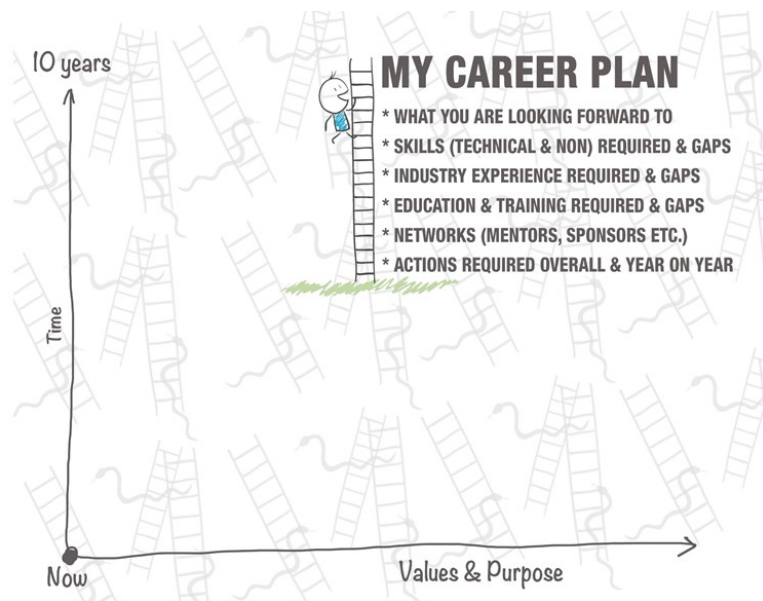 10 years
MY CAREER PLAN
* WHAT YOU ARE LOOKING FORWARD TO
* SKILLS (TECHNICAL & NON) REQUIRED & GAPS
* INDUSTRY EXPERIENCE REQUIRED & GAPS
* EDUCATION & TRAINING REQUIRED & GAPS
* NETWORKS (MENTORS, SPONSORS ETC.)
* ACTIONS REQUIRED OVERALL & YEAR ON YEAR
Time
Now
Values & Purpose